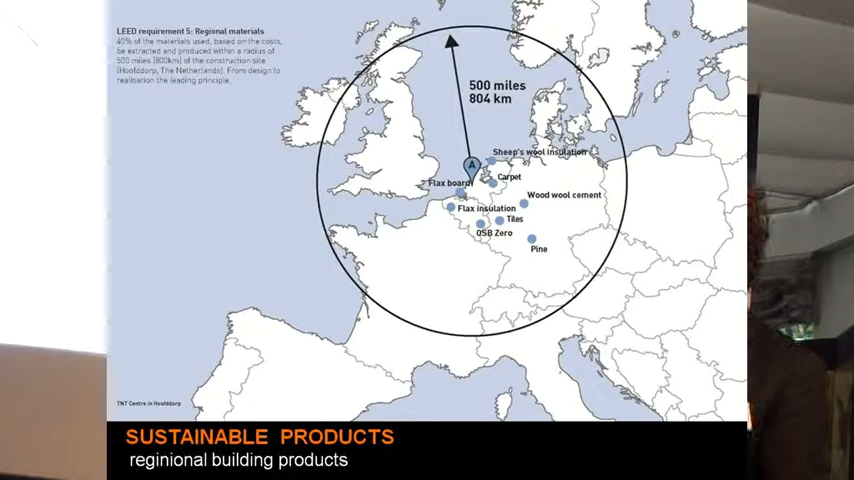 LEED requirement 5: Regional materials
40% of the materials used, based on the costs,
be extracted and produced within a radius of
500 miles (800km) of the construction site
(Hoofddorp, The Netherlands). From design to
realisation the leading principle.
500 miles
804 km
Sheep's wool insulation
A
Carpet
Flax board
Wood wool cement
Flax insulation
Tiles
OSB Zero
Pine
TNT Centre in Hoofddorp
SUSTAINABLE PRODUCTS
reginional building products